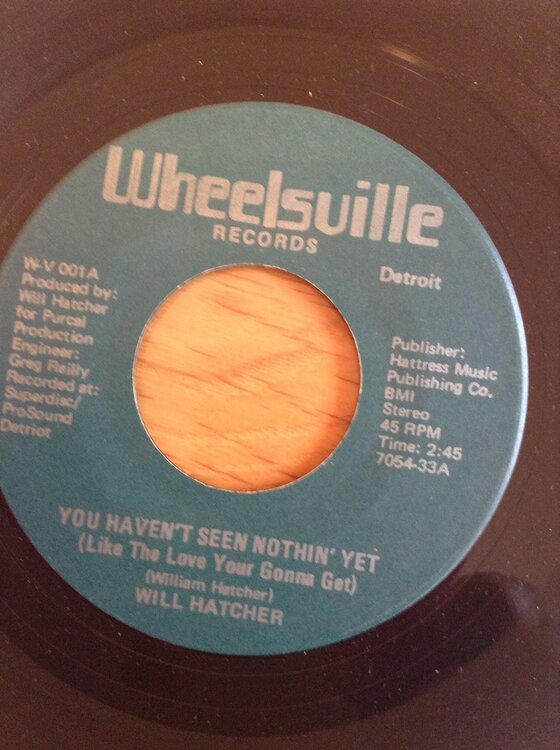 Wheelsville
RECORDS
Detroit
W-V 001A
Produced by:
Will Hatcher
for Purcal
Production
Engineer:
Greg Reilly
Recorded at:
Superdisc/
ProSound
Detriot
Publisher:
Hattress Music
Publishing Co.
BMI
Stereo
45 RPM
Time: 2:45
7054-33A
YOU HAVEN'T SEEN NOTHIN' YET
(Like The Love Your Gonna Get)
(William Hatcher)
WILL HATCHER